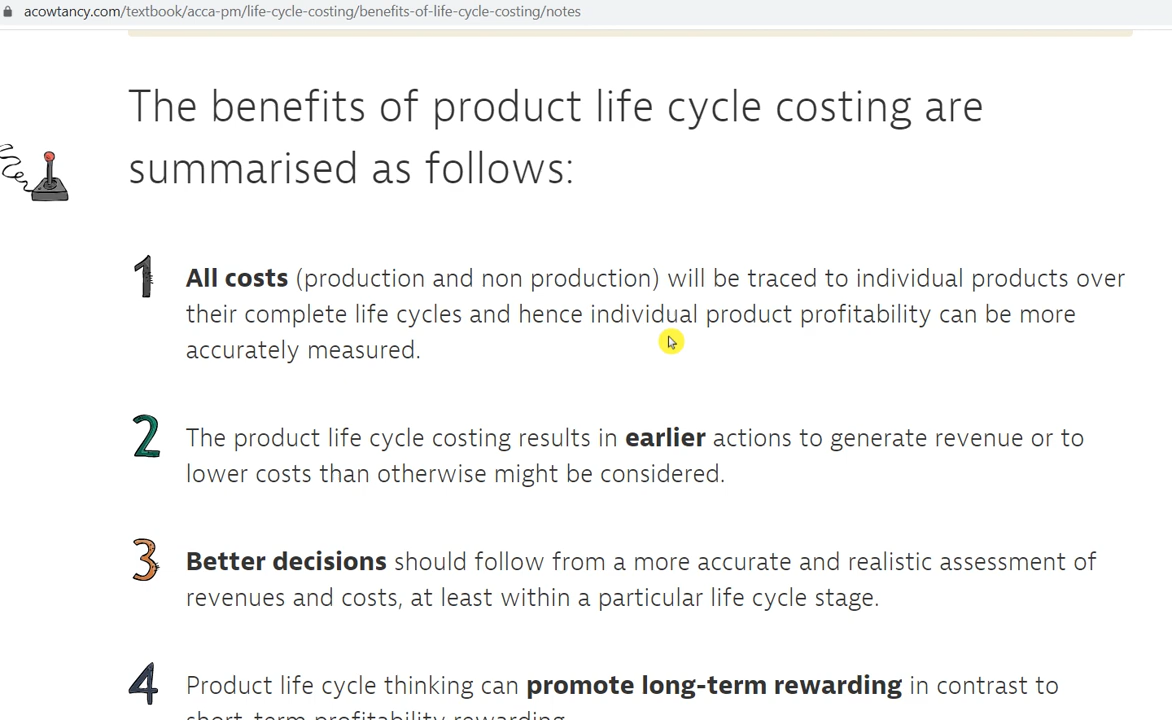 acowtancy.com/textbook/acca-pm/life-cycle-costing/benefits-of-life-cycle-costing/notes
The benefits of product life cycle costing are
summarised as follows:
1 All costs (production and non production) will be traced to individual products over
their complete life cycles and hence individual product profitability can be more
accurately measured.
2 The product life cycle costing results in earlier actions to generate revenue or to
lower costs than otherwise might be considered.
3 Better decisions should follow from a more accurate and realistic assessment of
revenues and costs, at least within a particular life cycle stage.
4 Product life cycle thinking can promote long-term rewarding in contrast to
short-term profitability rewarding.